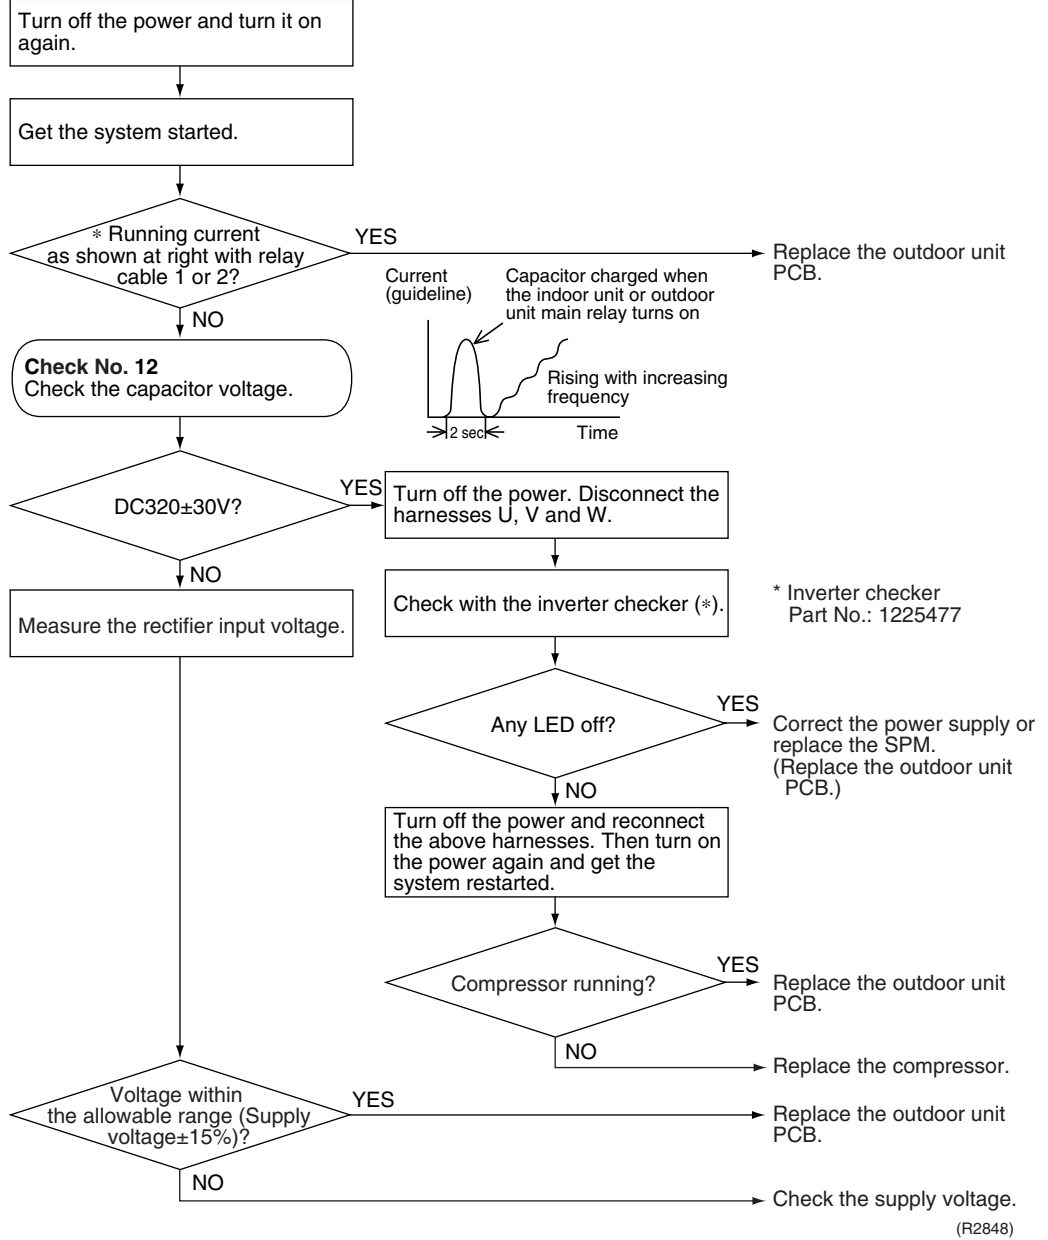 Turn off the power and turn it on
again.
Get the system started.
* Running current
as shown at right with relay
cable 1 or 2?
YES
Replace the outdoor unit
PCB.
NO
Current
(guideline)
Capacitor charged when
the indoor unit or outdoor
unit main relay turns on
Rising with increasing
frequency
2 sec
Time
Check No. 12
Check the capacitor voltage.
DC320±30V?
YES
Turn off the power. Disconnect the
harnesses U, V and W.
NO
Measure the rectifier input voltage.
Check with the inverter checker (*).
* Inverter checker
Part No.: 1225477
Any LED off?
YES
Correct the power supply or
replace the SPM.
(Replace the outdoor unit
PCB.)
NO
Turn off the power and reconnect
the above harnesses. Then turn on
the power again and get the
system restarted.
Compressor running?
YES
Replace the outdoor unit
PCB.
NO
Replace the compressor.
Voltage within
the allowable range (Supply
voltage±15%)?
YES
Replace the outdoor unit
PCB.
NO
Check the supply voltage.
(R2848)